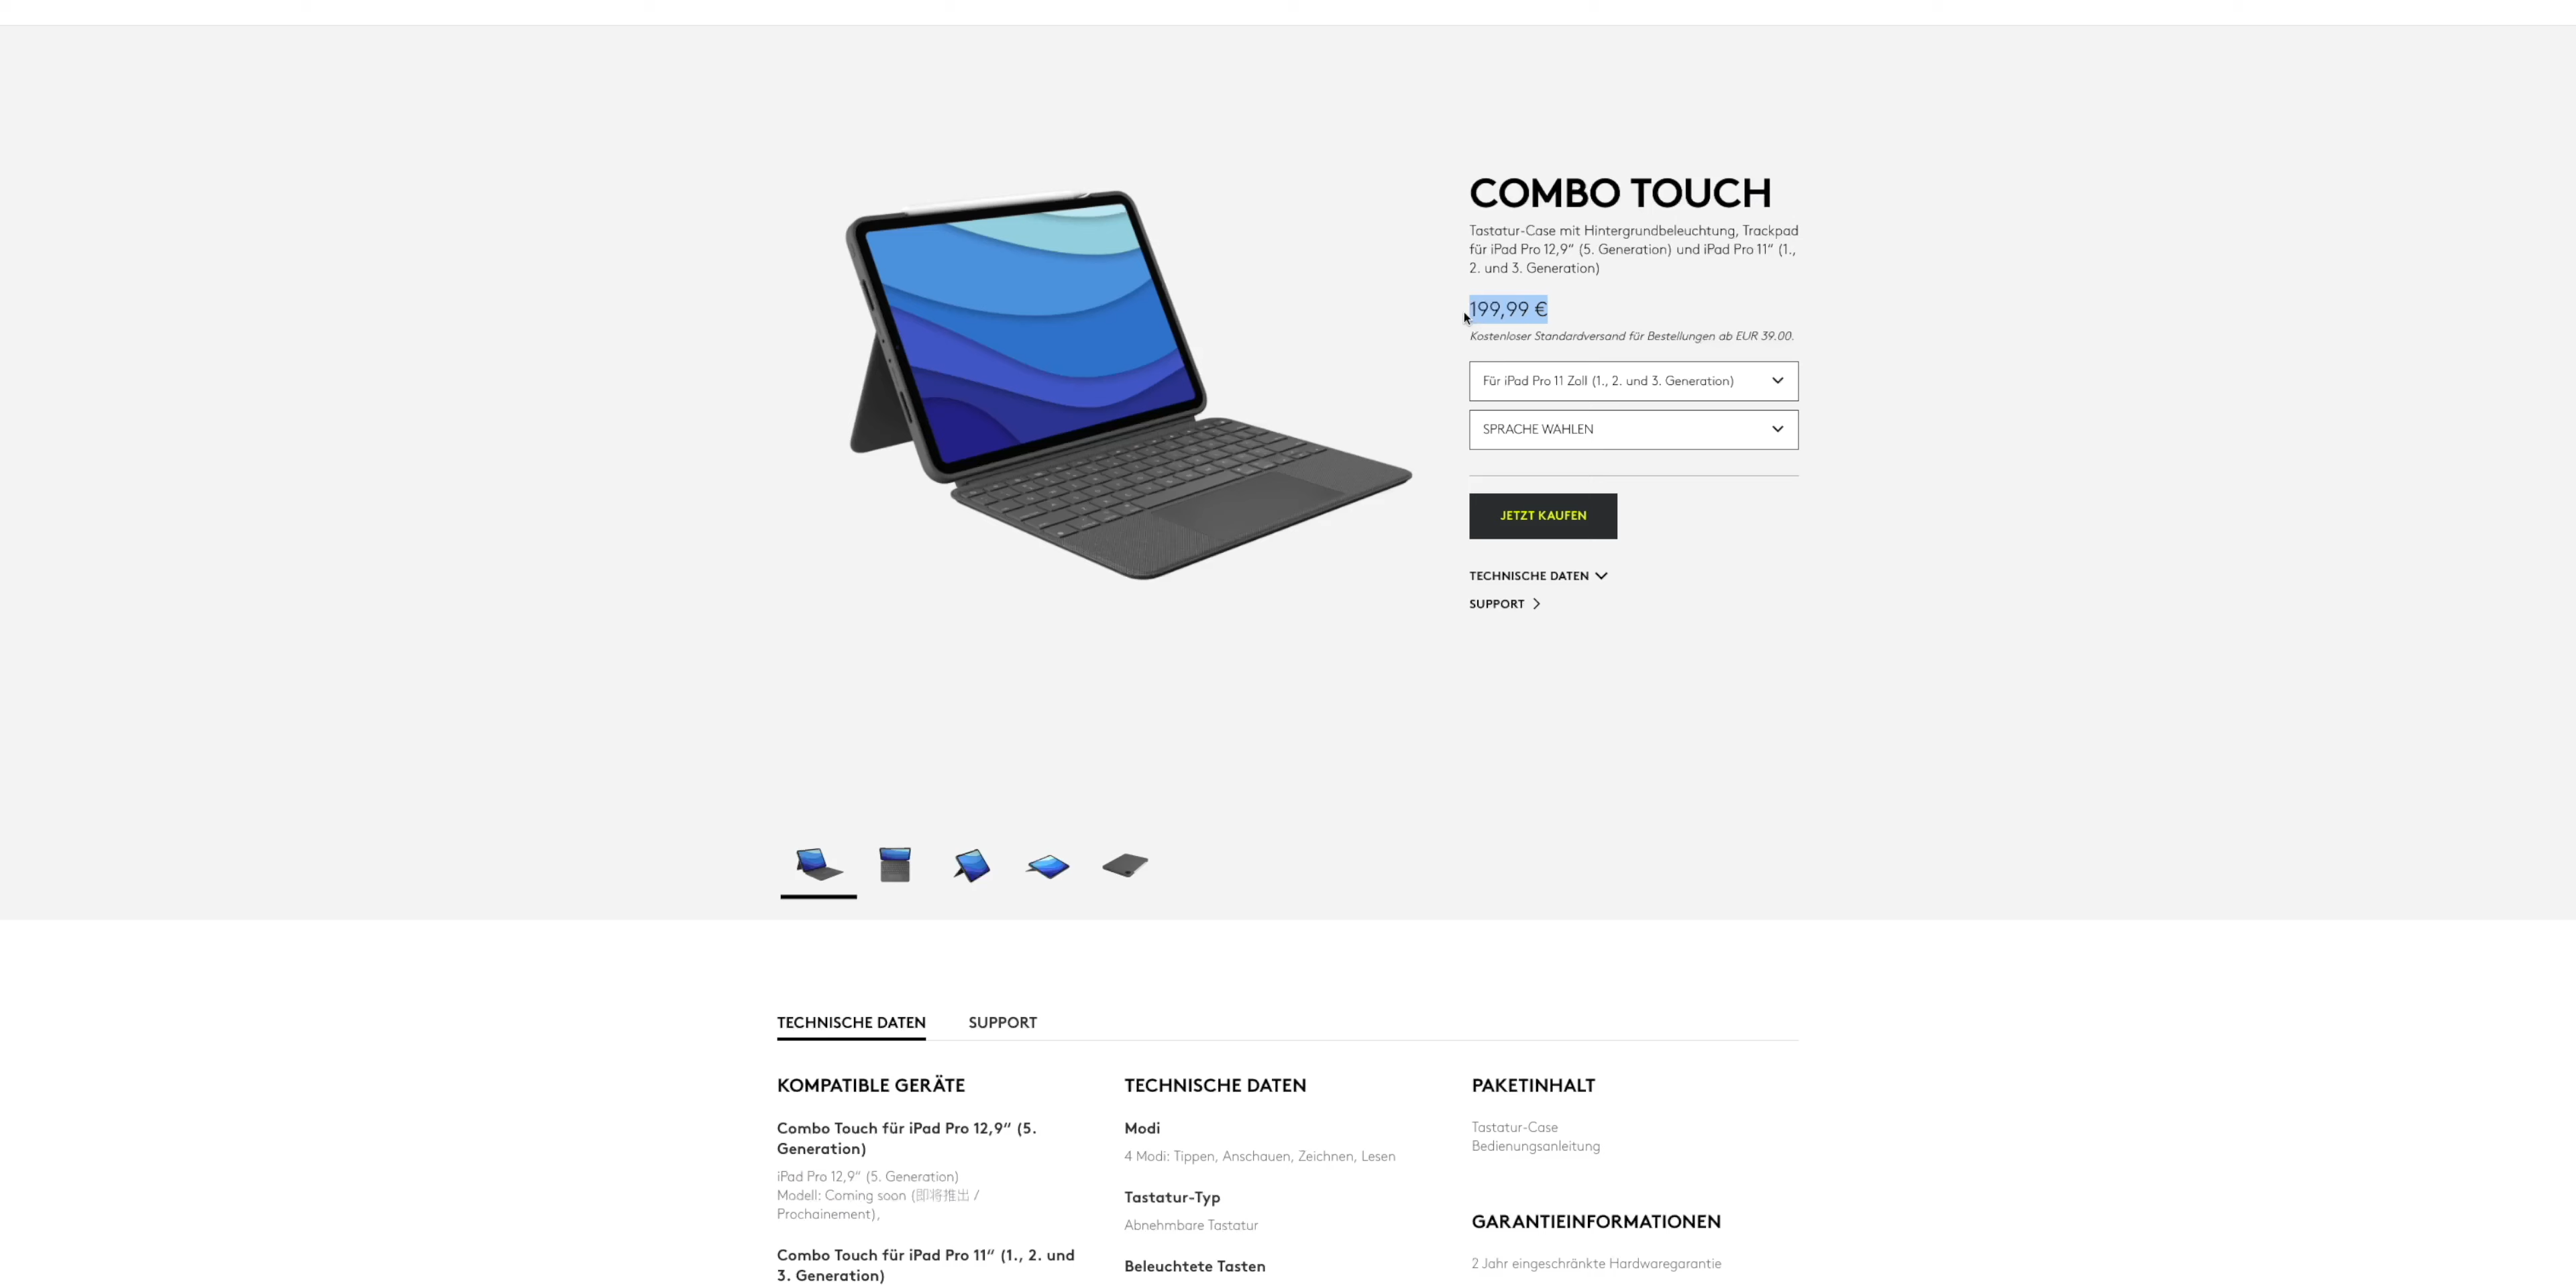 COMBO TOUCH
Tastatur-Case mit Hintergrundbeleuchtung, Trackpad
für iPad Pro 12,9“ (5. Generation) und iPad Pro 11“ (1.,
2. und 3. Generation)
199,99 €
Kostenloser Standardversand für Bestellungen ab EUR 39.00.
Für iPad Pro 11 Zoll (1., 2. und 3. Generation)
SPRACHE WAHLEN
JETZT KAUFEN
TECHNISCHE DATEN
SUPPORT
TECHNISCHE DATEN SUPPORT
KOMPATIBLE GERÄTE
Combo Touch für iPad Pro 12,9“ (5.
Generation)
iPad Pro 12,9“ (5. Generation)
Modell: Coming soon (即将推出 /
Prochainement),
Combo Touch für iPad Pro 11“ (1., 2. und
3. Generation)
TECHNISCHE DATEN
Modi
4 Modi: Tippen, Anschauen, Zeichnen, Lesen
Tastatur-Typ
Abnehmbare Tastatur
Beleuchtete Tasten
PAKETINHALT
Tastatur-Case
Bedienungsanleitung
GARANTIEINFORMATIONEN
2 Jahr eingeschränkte Hardwaregarantie